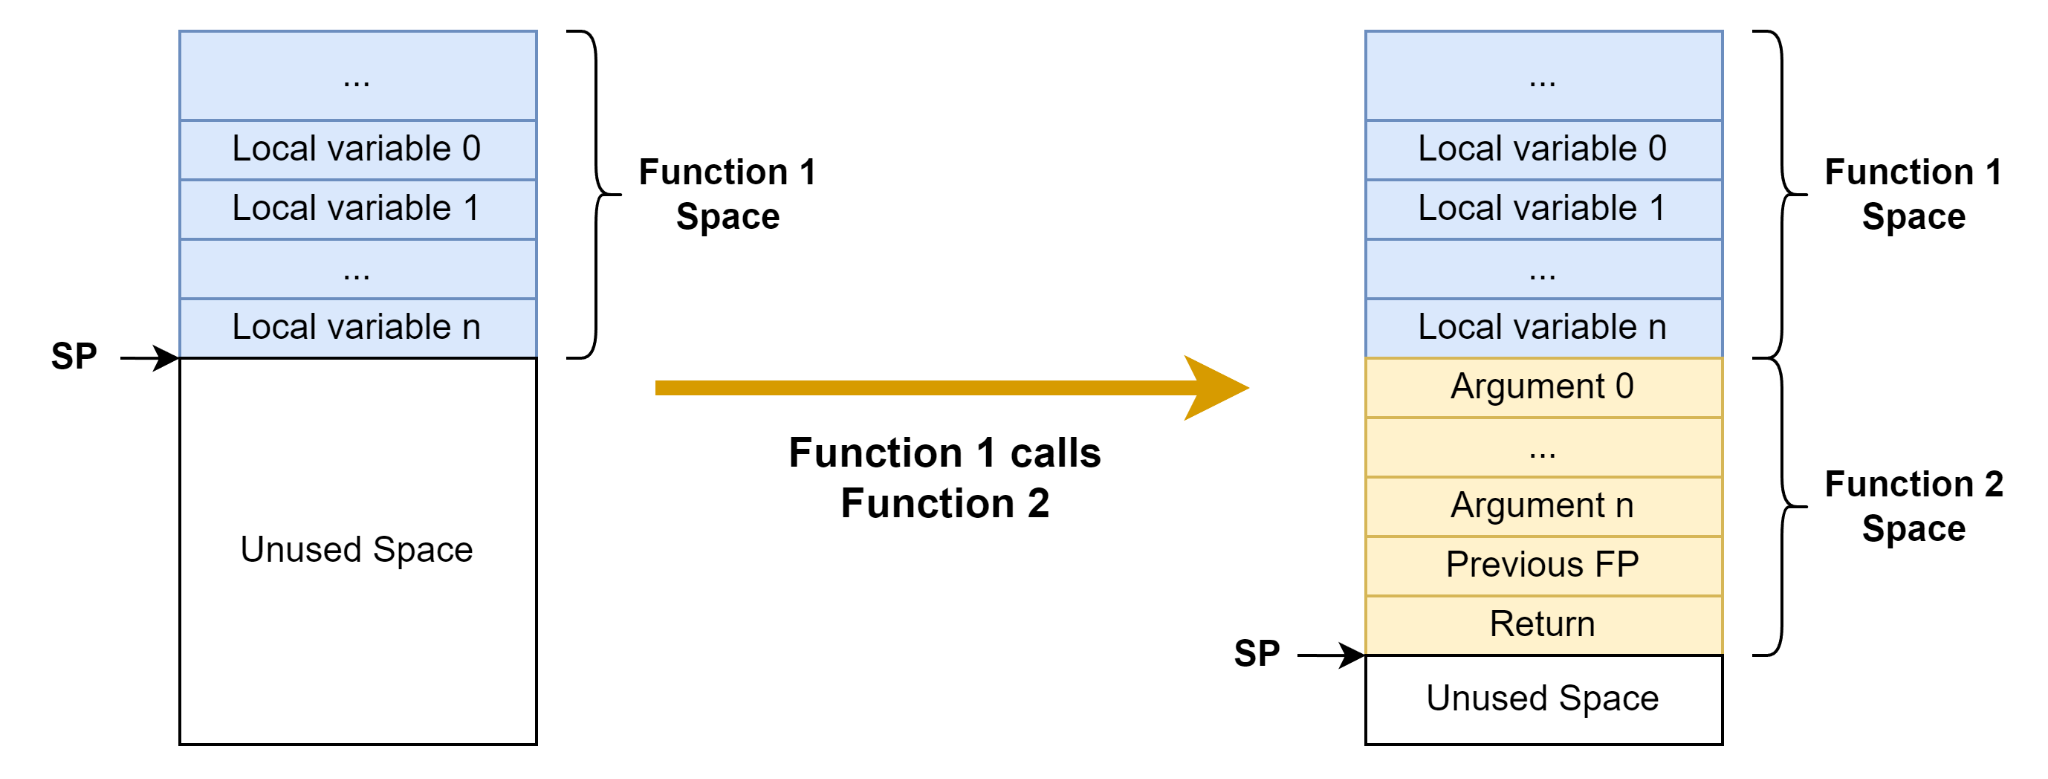 ...
Local variable 0
Local variable 1
...
Local variable n
SP
Unused Space
Function 1
Space
Function 1 calls
Function 2
...
Local variable 0
Local variable 1
...
Local variable n
Argument 0
...
Argument n
Previous FP
Return
SP
Unused Space
Function 1
Space
Function 2
Space